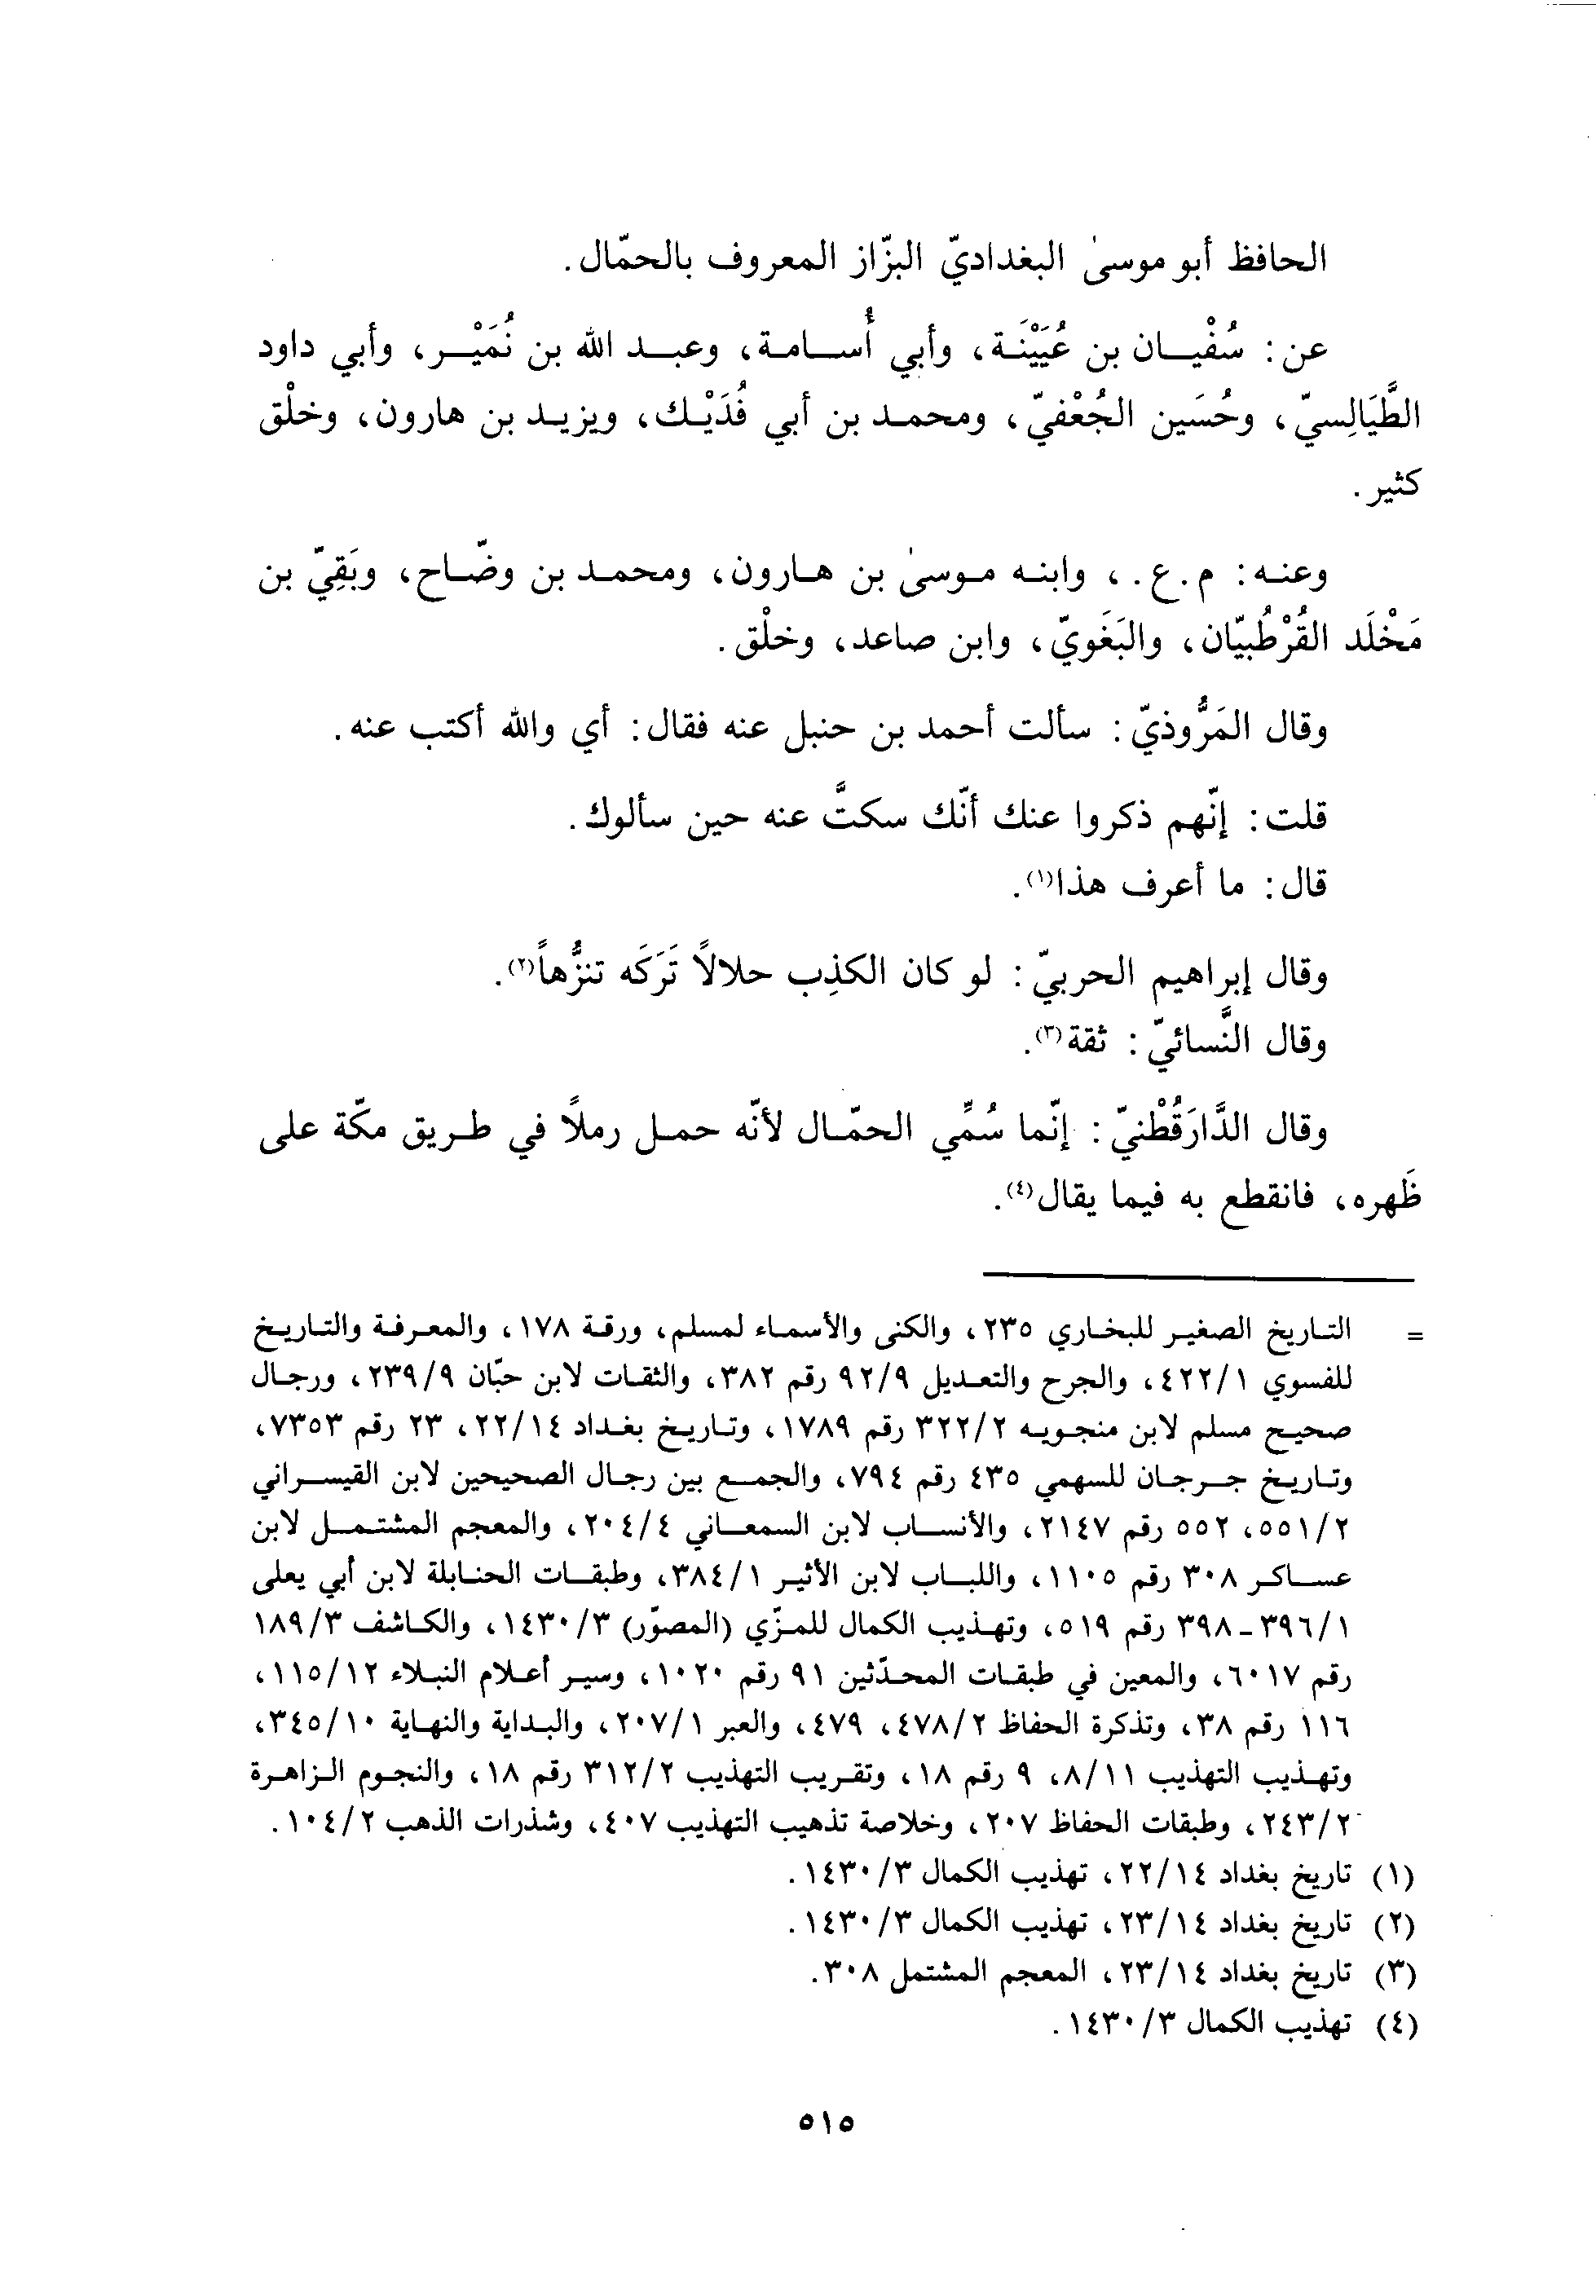 الحافظ أبو موسىٰ البغداديّ البزّاز المعروف بالحمّال.
عن: سُفْيان بن عُيَيْنَة، وأبي أُسامة، وعبد الله بن نُمَيْر، وأبي داود
الطَّيَالِسيّ، وحُسَين الجُعْفيّ، ومحمد بن أبي فُدَيْك، ويزيد بن هارون، وخلْق
كثير.
وعنه: م. ع.، وابنه موسىٰ بن هارون، ومحمد بن وضّاح، وبَقِيّ بن
مَخْلَد القُرْطُبيّان، والبَغَويّ، وابن صاعد، وخلْق.
وقال المَرُّوذيّ: سألت أحمد بن حنبل عنه فقال: أي والله أكتب عنه.
قلت: إنّهم ذكروا عنك أنّك سكتَّ عنه حين سألوك.
قال: ما أعرف هذا(١).
وقال إبراهيم الحربيّ: لو كان الكذِب حلالاً تَرَكَه تنزُّهاً(٢).
وقال النَّسائيّ: ثقة(٣).
وقال الدَّارَقُطْنيّ: إنّما سُمِّي الحمّال لأنّه حمل رملاً في طريق مكّة على
ظَهره، فانقطع به فيما يقال(٤).
= التاريخ الصغير للبخاري ٢٣٥، والكنى والأسماء لمسلم، ورقة ١٧٨، والمعرفة والتاريخ
للفسوي ٤٢٢/١، والجرح والتعديل ٩٢/٩ رقم ٣٨٢، والثقات لابن حبّان ٢٣٩/٩، ورجال
صحيح مسلم لابن منجويه ٣٢٢/٢ رقم ١٧٨٩، وتاريخ بغداد ٢٢/١٤، ٢٣ رقم ٧٣٥٣،
وتاريخ جرجان للسهمي ٤٣٥ رقم ٧٩٤، والجمع بين رجال الصحيحين لابن القيسراني
٥٥١/٢، ٥٥٢ رقم ٢١٤٧، والأنساب لابن السمعاني ٢٠٤/٤، والمعجم المشتمل لابن
عساكر ٣٠٨ رقم ١١٠٥، واللباب لابن الأثير ٣٨٤/١، وطبقات الحنابلة لابن أبي يعلى
٣٩٦/١ - ٣٩٨ رقم ٥١٩، وتهذيب الكمال للمزّي (المصوّر) ١٤٣٠/٣، والكاشف ١٨٩/٣
رقم ٦٠١٧، والمعين في طبقات المحدّثين ٩١ رقم ١٠٢٠، وسير أعلام النبلاء ١١٥/١٢،
١١٦ رقم ٣٨، وتذكرة الحفاظ ٤٧٨/٢، ٤٧٩، والعبر ٢٠٧/١، والبداية والنهاية ٣٤٥/١٠،
وتهذيب التهذيب ٨/١١، ٩ رقم ١٨، وتقريب التهذيب ٣١٢/٢ رقم ١٨، والنجوم الزاهرة
٢٤٣/٢، وطبقات الحفاظ ٢٠٧، وخلاصة تذهيب التهذيب ٤٠٧، وشذرات الذهب ١٠٤/٢.
(١) تاريخ بغداد ٢٢/١٤، تهذيب الكمال ١٤٣٠/٣.
(٢) تاريخ بغداد ٢٣/١٤، تهذيب الكمال ١٤٣٠/٣.
(٣) تاريخ بغداد ٢٣/١٤، المعجم المشتمل ٣٠٨.
(٤) تهذيب الكمال ١٤٣٠/٣.
٥١٥